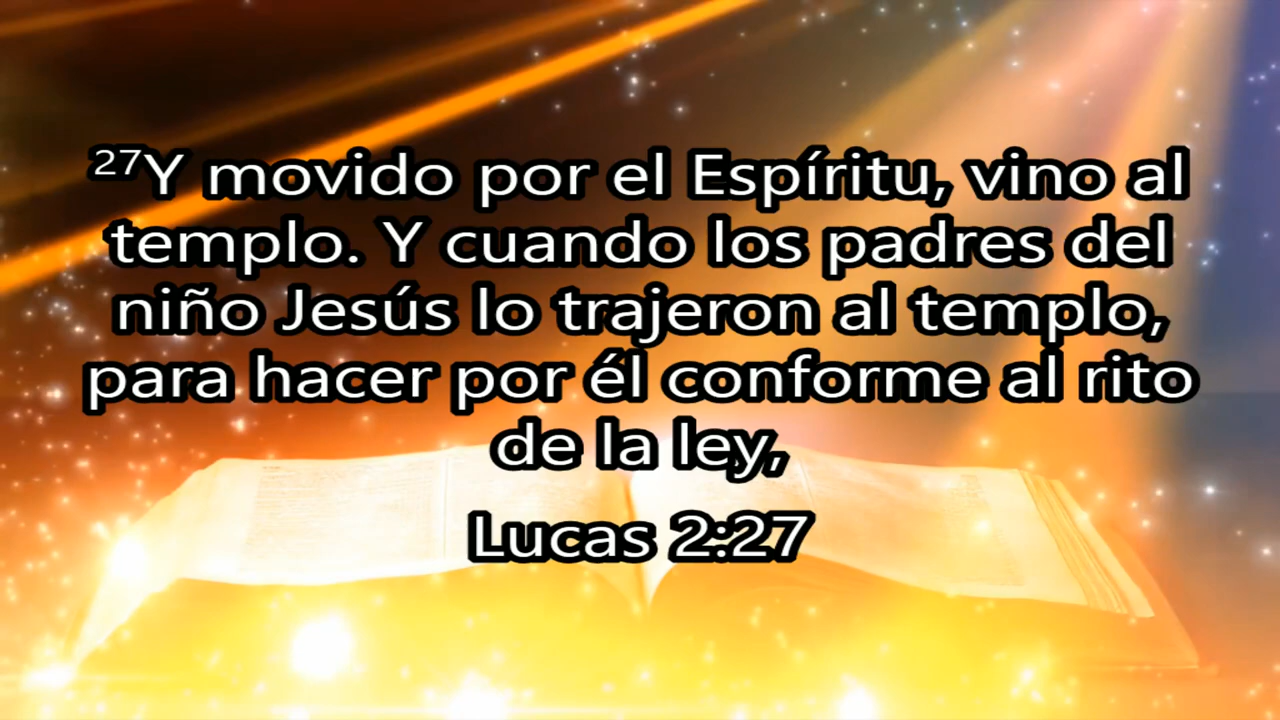 ²⁷Y movido por el Espíritu, vino al
templo. Y cuando los padres del
niño Jesús lo trajeron al templo,
para hacer por él conforme al rito
de la ley,
Lucas 2:27